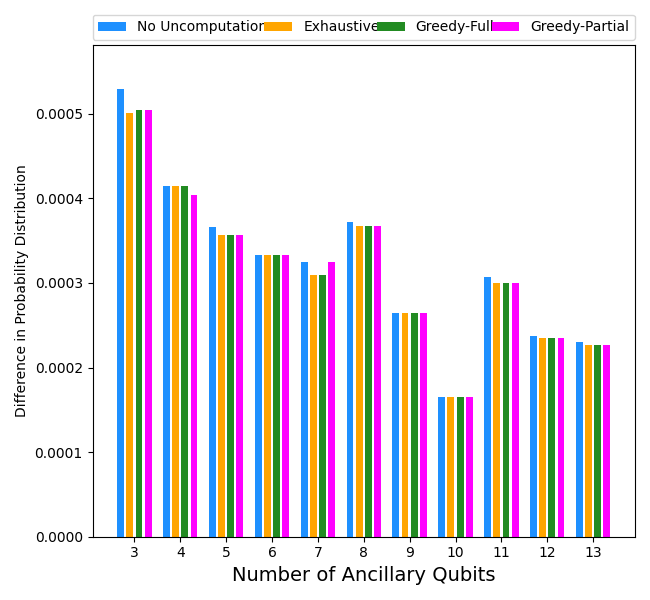 No Uncomputation Exhaustive Greedy-Full Greedy-Partial
Difference in Probability Distribution
0.0005
0.0004
0.0003
0.0002
0.0001
0.0000
3 4 5 6 7 8 9 10 11 12 13
Number of Ancillary Qubits